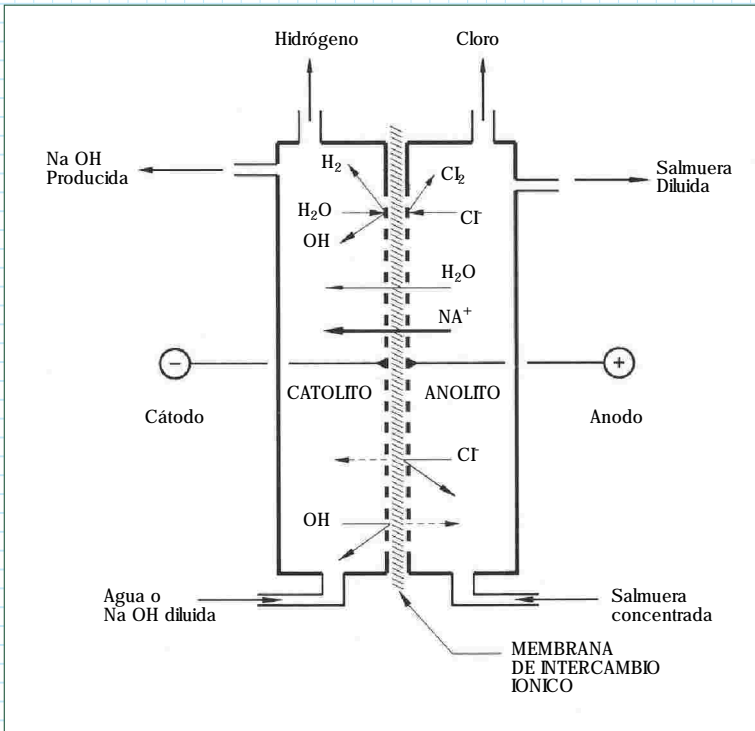 Hidrógeno
Cloro
Na OH
Producida
H₂
Cl₂
Salmuera
Diluida
H₂O
Cl⁻
OH
H₂O
NA⁺
−
+
CATOLITO
ANOLITO
Cátodo
Anodo
Cl⁻
OH
Agua o
Na OH diluida
Salmuera
concentrada
MEMBRANA
DE INTERCAMBIO
IONICO